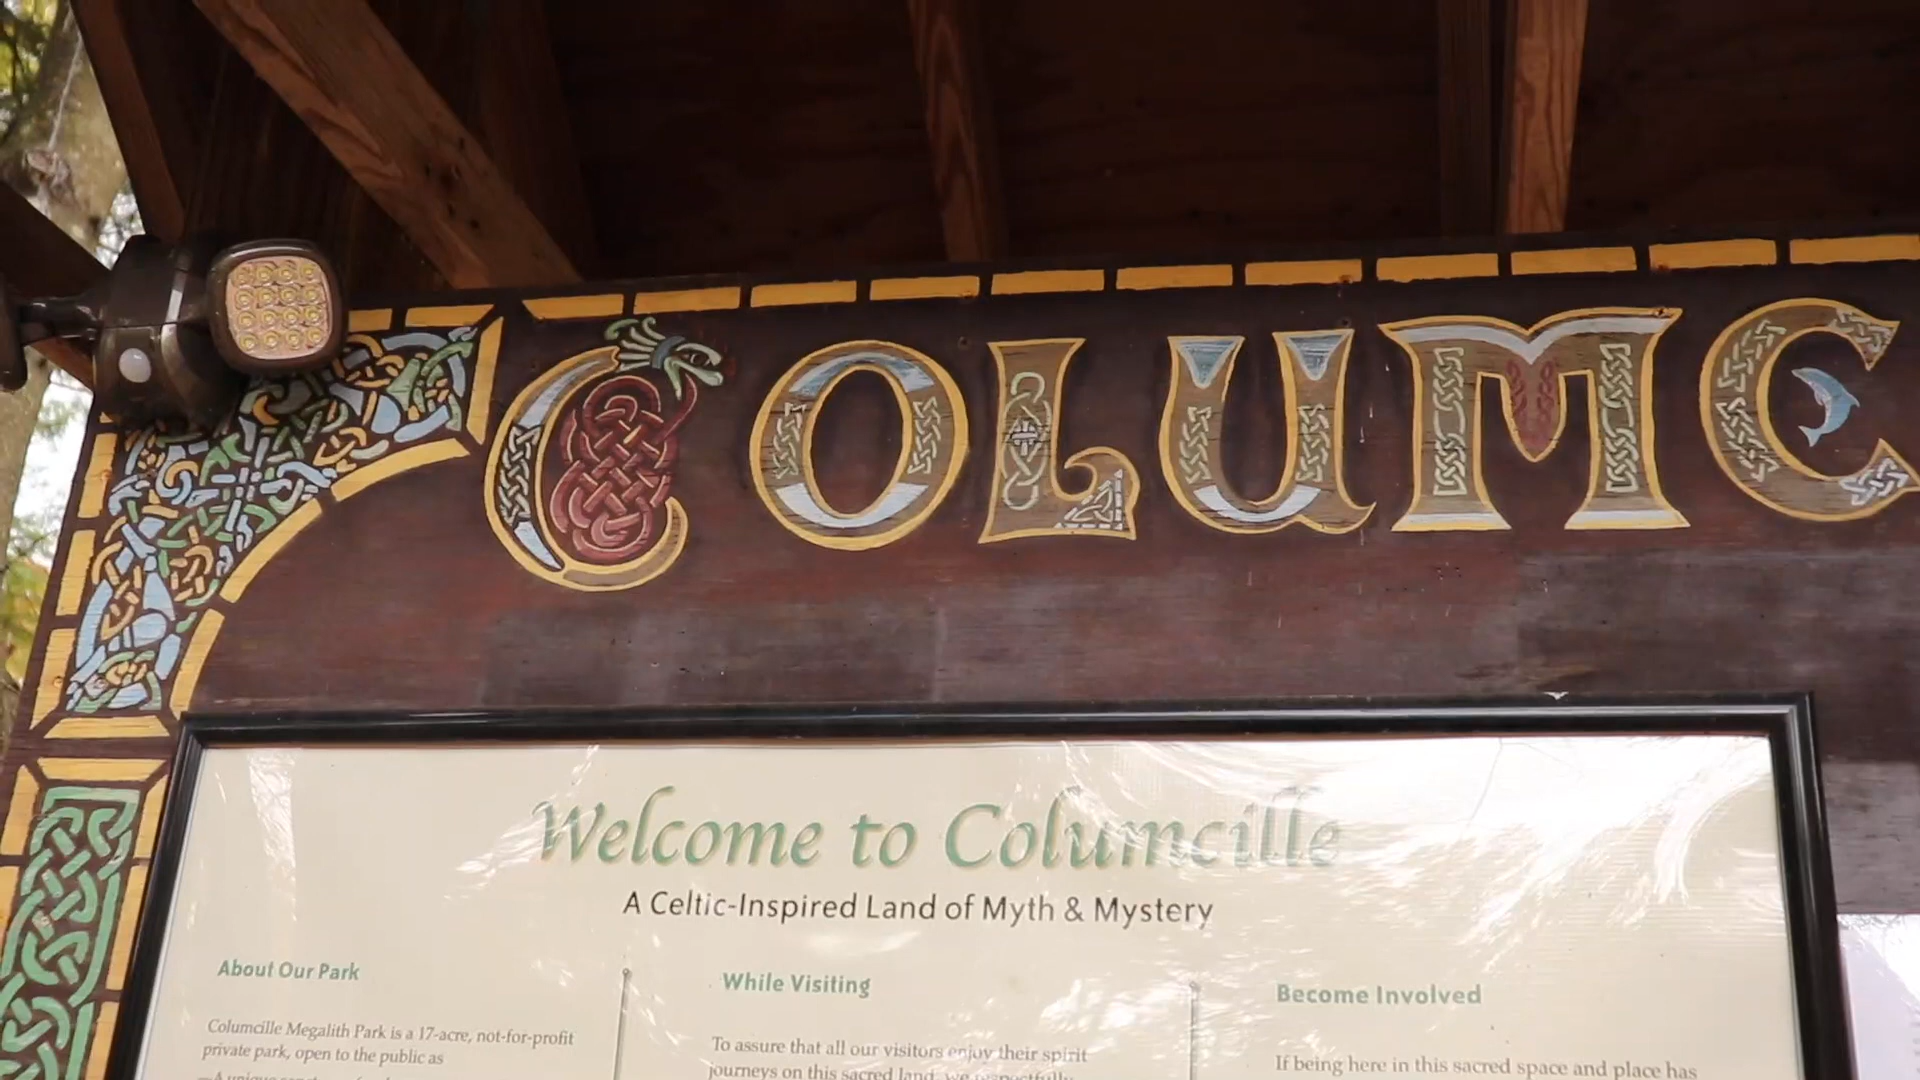 COLUMC
Welcome to Columcille
A Celtic-Inspired Land of Myth & Mystery
About Our Park
Columcille Megalith Park is a 17-acre, not-for-profit
private park, open to the public as
While Visiting
To assure that all our visitors enjoy their spirit
journeys on this sacred land, we respectfully
Become Involved
If being here in this sacred space and place has